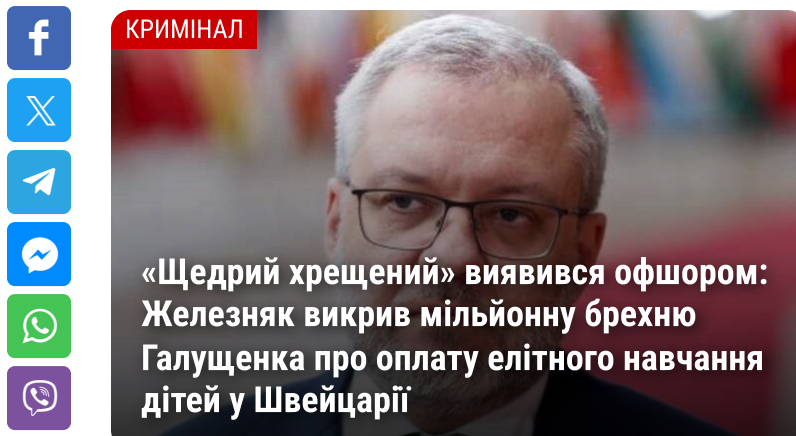 КРИМІНАЛ
«Щедрий хрещений» виявився офшором:
Железняк викрив мільйонну брехню
Галущенка про оплату елітного навчання
дітей у Швейцарії